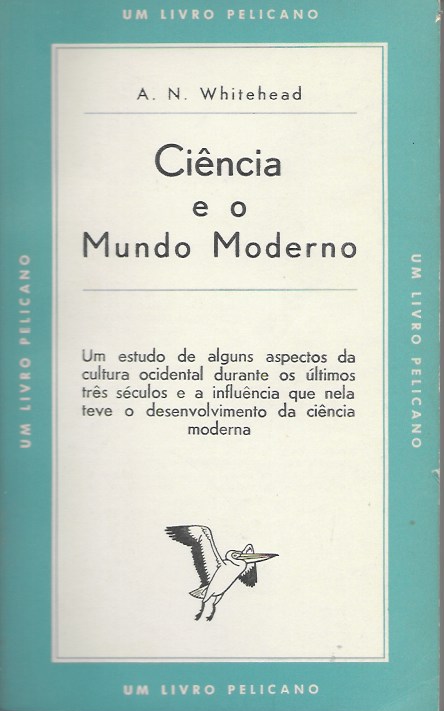 UM LIVRO PELICANO
A. N. Whitehead
Ciência
e o
Mundo Moderno
UM LIVRO PELICANO
UM LIVRO PELICANO
Um estudo de alguns aspectos da
cultura ocidental durante os últimos
três séculos e a influência que nela
teve o desenvolvimento da ciência
moderna
UM LIVRO PELICANO